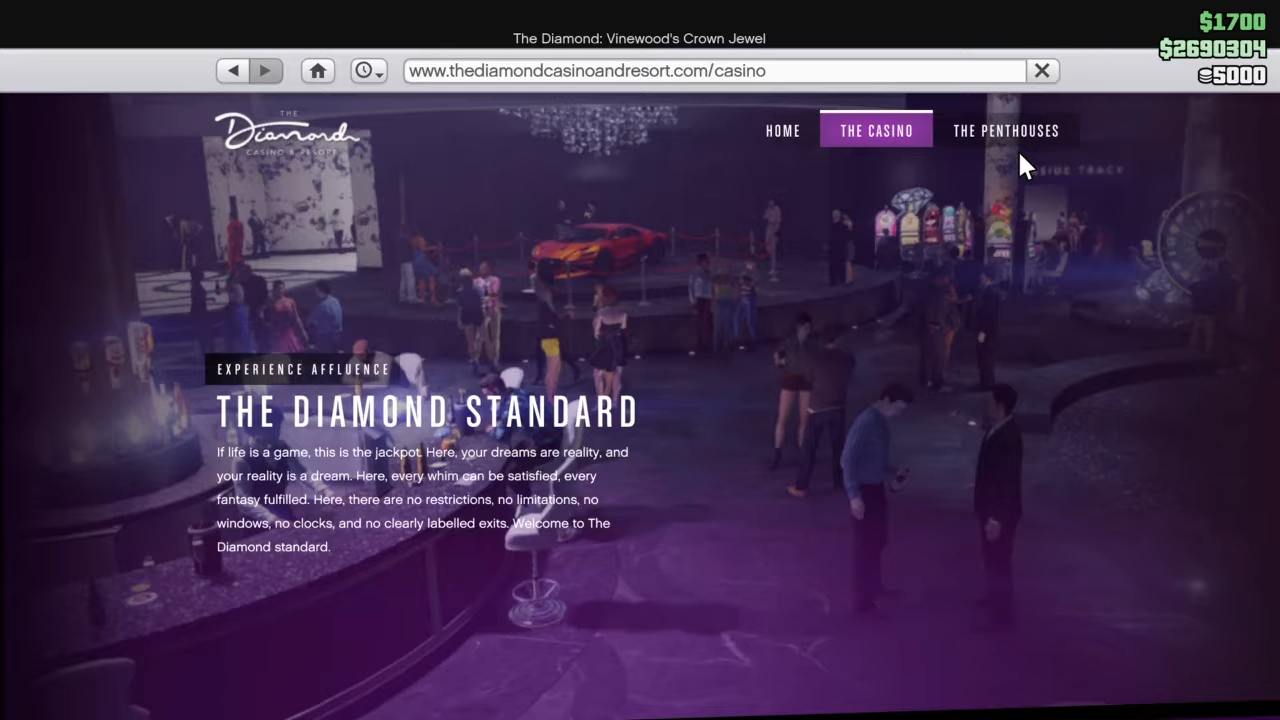 $1700
The Diamond: Vinewood's Crown Jewel
$2690304
www.thediamondcasinoandresort.com/casino
5000
THE
Diamond
CASINO & RESORT
HOME
THE CASINO
THE PENTHOUSES
SIDE TRACK
EXPERIENCE AFFLUENCE
THE DIAMOND STANDARD
If life is a game, this is the jackpot. Here, your dreams are reality, and
your reality is a dream. Here, every whim can be satisfied, every
fantasy fulfilled. Here, there are no restrictions, no limitations, no
windows, no clocks, and no clearly labelled exits. Welcome to The
Diamond standard.